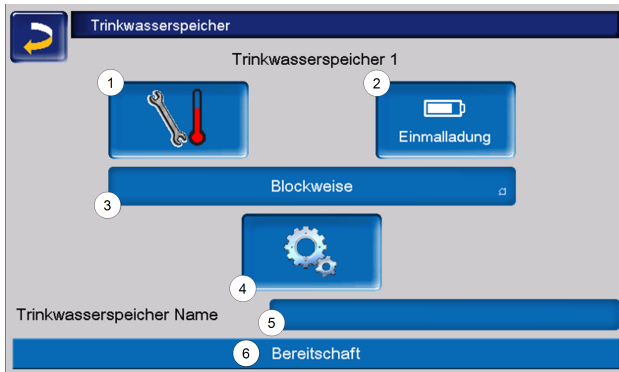 Trinkwasserspeicher
Trinkwasserspeicher 1
1
2
Einmalladung
Blockweise
3
4
Trinkwasserspeicher Name
5
6 Bereitschaft